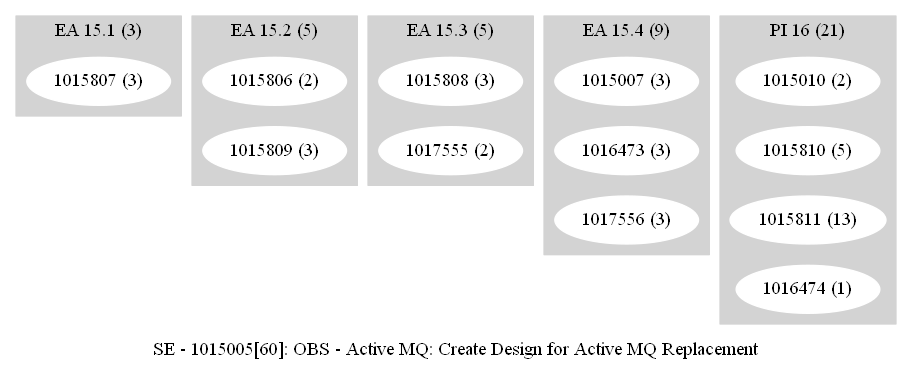 EA 15.1 (3)
1015807 (3)
EA 15.2 (5)
1015806 (2)
1015809 (3)
EA 15.3 (5)
1015808 (3)
1017555 (2)
EA 15.4 (9)
1015007 (3)
1016473 (3)
1017556 (3)
PI 16 (21)
1015010 (2)
1015810 (5)
1015811 (13)
1016474 (1)
SE - 1015005[60]: OBS - Active MQ: Create Design for Active MQ Replacement